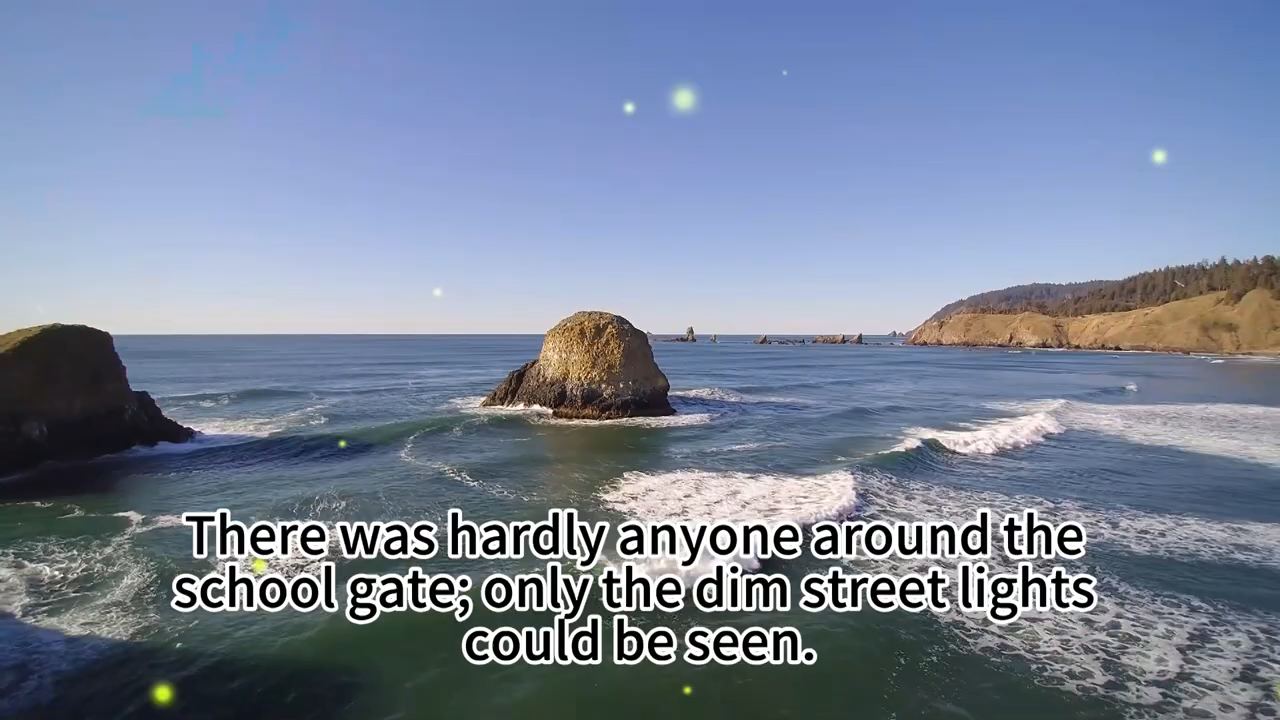 There was hardly anyone around the
school gate; only the dim street lights
could be seen.